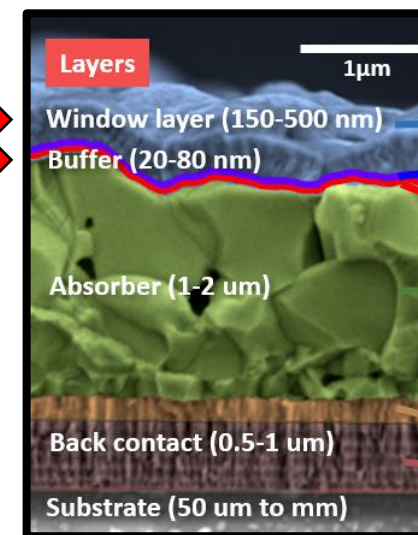 Layers
1µm
Window layer (150-500 nm)
Buffer (20-80 nm)
Absorber (1-2 um)
Back contact (0.5-1 um)
Substrate (50 um to mm)